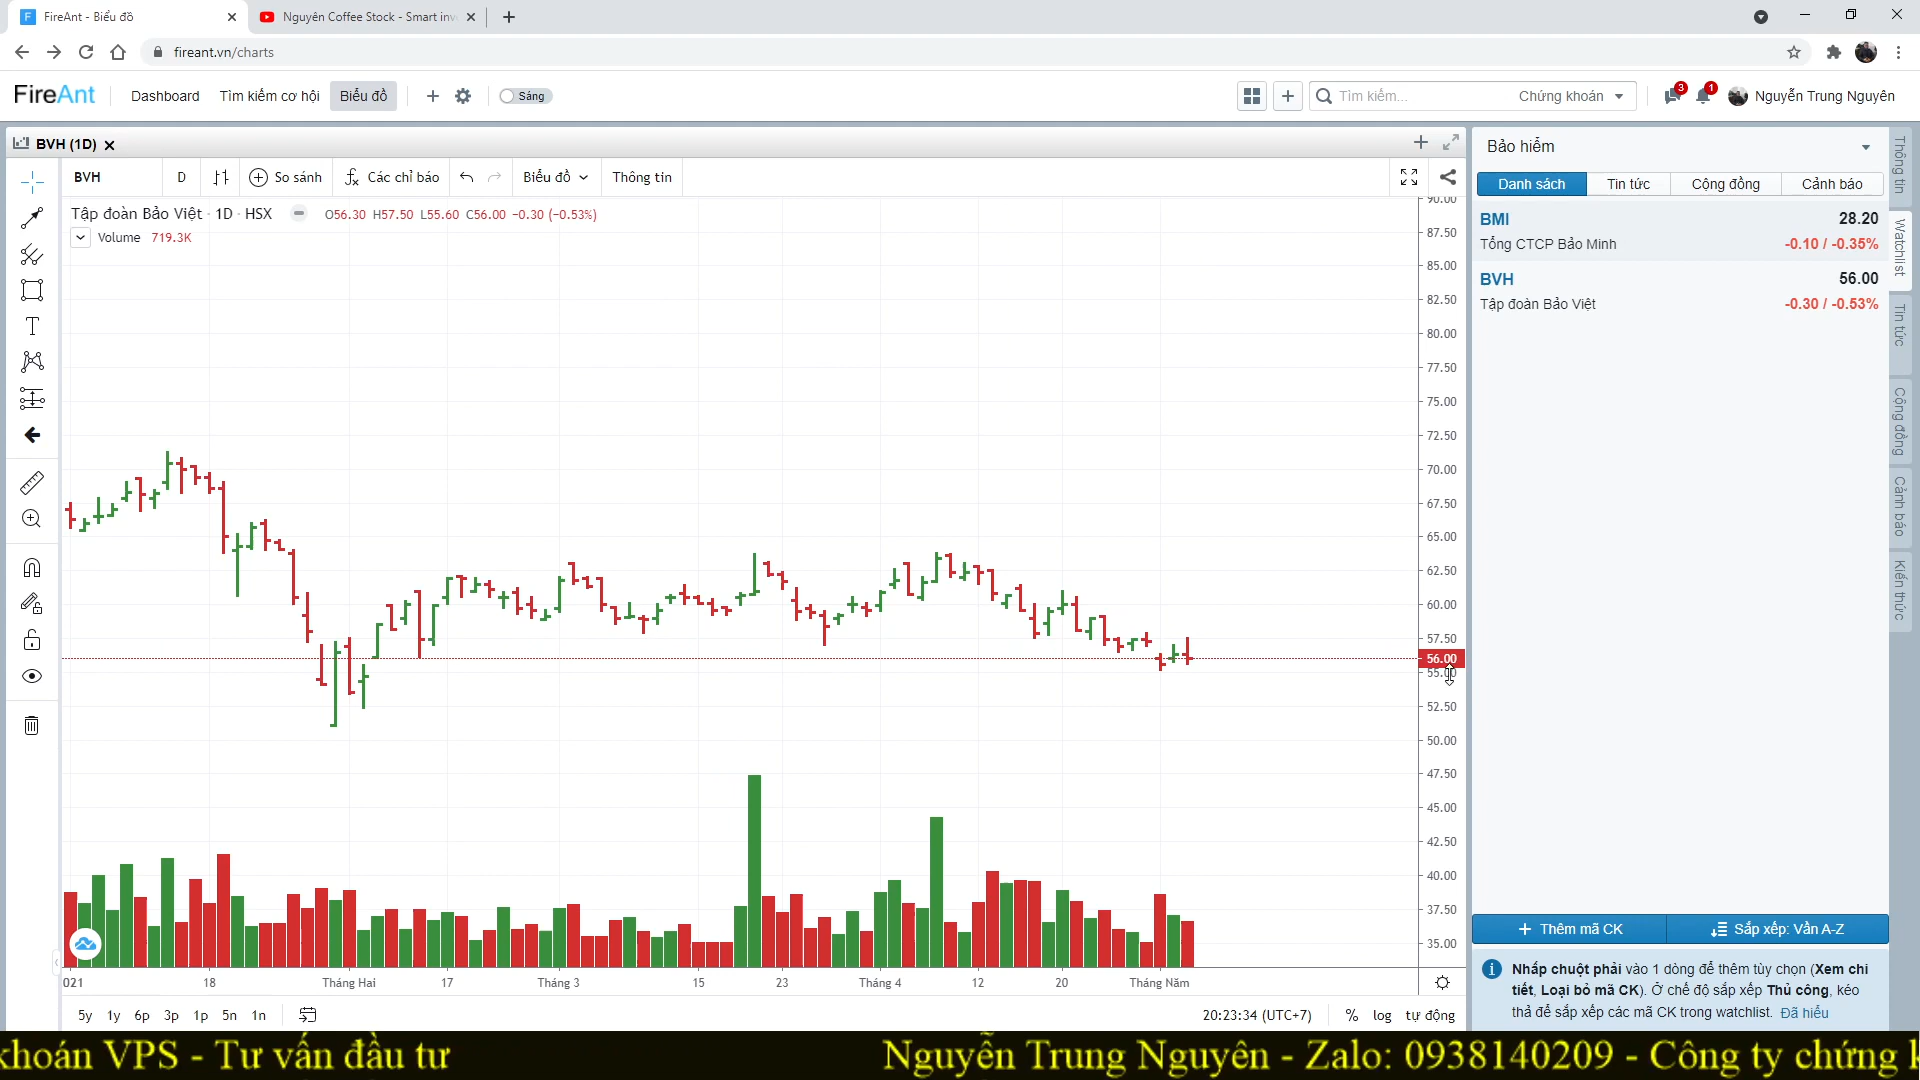 FireAnt - Biểu đồ
Nguyên Coffee Stock - Smart inv
fireant.vn/charts
FireAnt
Dashboard
Tìm kiếm cơ hội
Biểu đồ
Sáng
Tìm kiếm...
Chứng khoán
3
1
Nguyễn Trung Nguyên
BVH (1D)
BVH
D
So sánh
Các chỉ báo
Biểu đồ
Thông tin
Tập đoàn Bảo Việt · 1D · HSX
O56.30 H57.50 L55.60 C56.00 −0.30 (−0.53%)
Volume 719.3K
90.00
87.50
85.00
82.50
80.00
77.50
75.00
72.50
70.00
67.50
65.00
62.50
60.00
57.50
56.00
55.00
52.50
50.00
47.50
45.00
42.50
40.00
37.50
35.00
021
18
Tháng Hai
17
Tháng 3
15
23
Tháng 4
12
20
Tháng Năm
5y 1y 6p 3p 1p 5n 1n
20:23:34 (UTC+7)
% log tự động
Bảo hiểm
Danh sách
Tin tức
Cộng đồng
Cảnh báo
BMI 28.20
Tổng CTCP Bảo Minh -0.10 / -0.35%
BVH 56.00
Tập đoàn Bảo Việt -0.30 / -0.53%
Thêm mã CK
Sắp xếp: Vần A-Z
Nhấp chuột phải vào 1 dòng để thêm tùy chọn (Xem chi
tiết, Loại bỏ mã CK). Ở chế độ sắp xếp Thủ công, kéo
thả để sắp xếp các mã CK trong watchlist. Đã hiểu
Thông tin
Watchlist
Tin tức
Cộng đồng
Cảnh báo
Kiến thức
khoán VPS - Tư vấn đầu tư
Nguyễn Trung Nguyên - Zalo: 0938140209 - Công ty chứng k